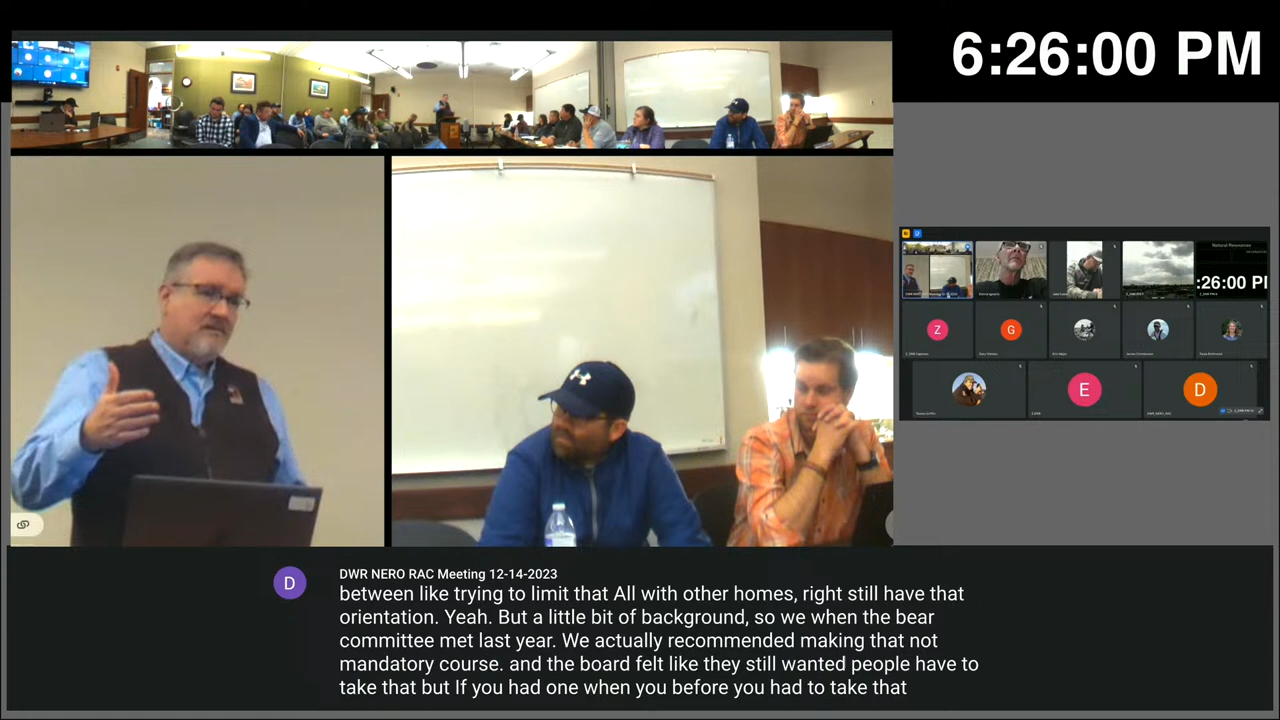 6:26:00 PM
Natural Resources
:26:00 PM
Z
G
E
D
D
DWR NERO RAC Meeting 12-14-2023
between like trying to limit that All with other homes, right still have that
orientation. Yeah. But a little bit of background, so we when the bear
committee met last year. We actually recommended making that not
mandatory course. and the board felt like they still wanted people have to
take that but If you had one when you before you had to take that